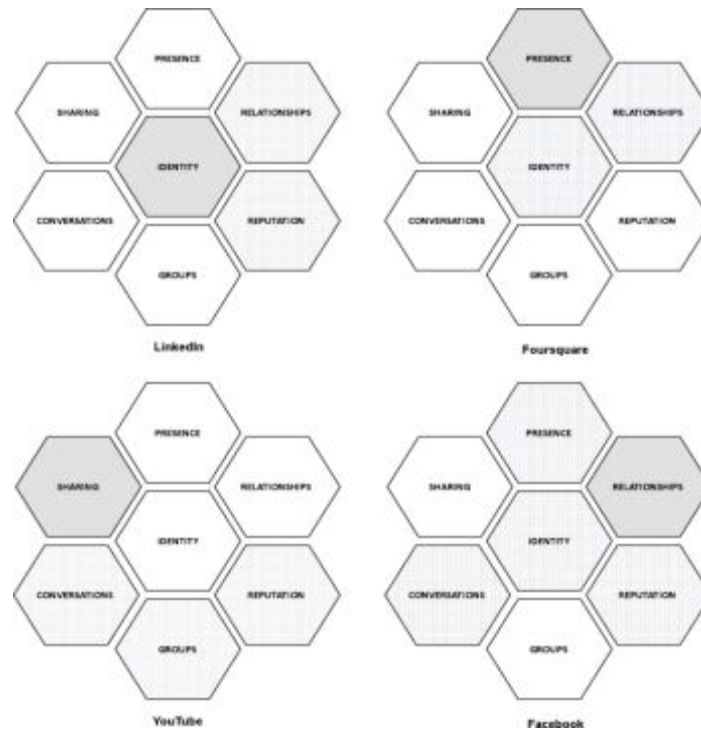 PRESENCE
SHARING
RELATIONSHIPS
IDENTITY
CONVERSATIONS
REPUTATION
GROUPS
LinkedIn
PRESENCE
SHARING
RELATIONSHIPS
IDENTITY
CONVERSATIONS
REPUTATION
GROUPS
Foursquare
PRESENCE
SHARING
RELATIONSHIPS
IDENTITY
CONVERSATIONS
REPUTATION
GROUPS
YouTube
PRESENCE
SHARING
RELATIONSHIPS
IDENTITY
CONVERSATIONS
REPUTATION
GROUPS
Facebook